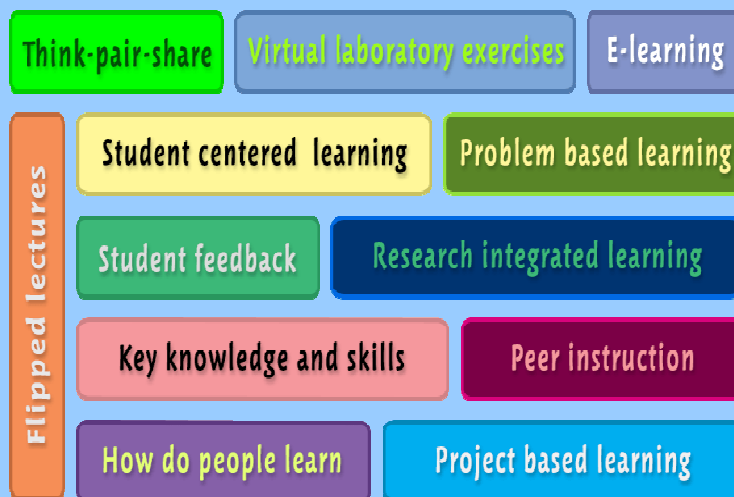 Think-pair-share
Virtual laboratory exercises
E-learning
Flipped lectures
Student centered learning
Problem based learning
Student feedback
Research integrated learning
Key knowledge and skills
Peer instruction
How do people learn
Project based learning